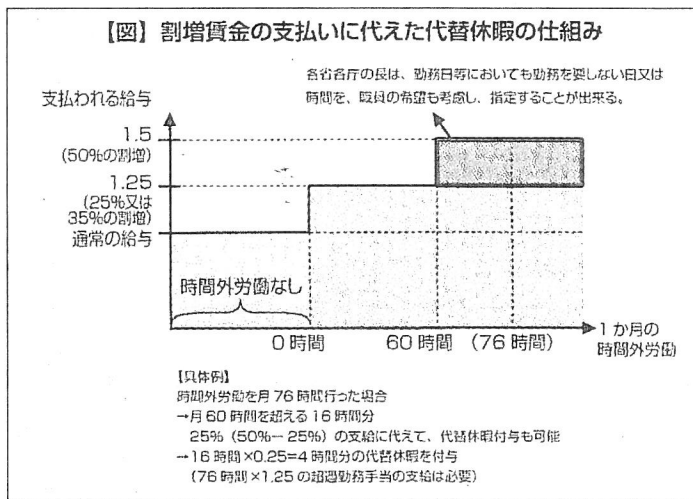 【図】割増賃金の支払いに代えた代替休暇の仕組み
各省各庁の長は、勤務日等においても勤務を要しない日又は
時間を、職員の希望も考慮し、指定することが出来る。
支払われる給与
1.5
(50%の割増)
1.25
(25%又は
35%の割増)
通常の給与
時間外労働なし
0時間
60時間
(76時間)
1か月の
時間外労働
【具体例】
時間外労働を月76時間行った場合
→月60時間を超える16時間分
25%(50%−25%)の支給に代えて、代替休暇付与も可能
→16時間×0.25=4時間分の代替休暇を付与
(76時間×1.25の超過勤務手当の支給は必要)